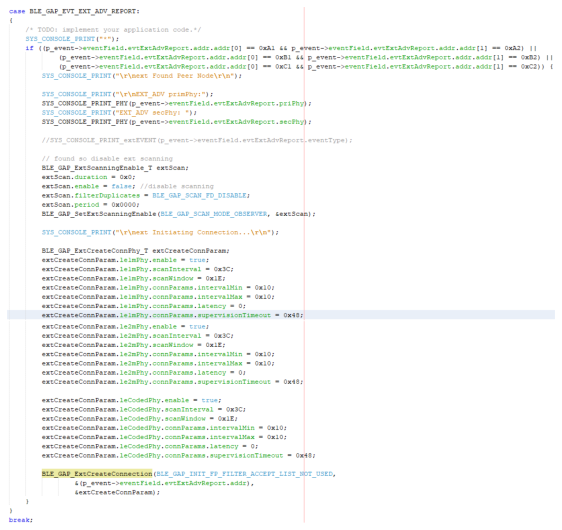 case BLE_GAP_EVT_EXT_ADV_REPORT:
{
/* TODO: implement your application code.*/
SYS_CONSOLE_PRINT("*");
if ((p_event->eventField.evtExtAdvReport.addr.addr[0] == 0xA1 && p_event->eventField.evtExtAdvReport.addr.addr[1] == 0xA2) ||
(p_event->eventField.evtExtAdvReport.addr.addr[0] == 0xB1 && p_event->eventField.evtExtAdvReport.addr.addr[1] == 0xB2) ||
(p_event->eventField.evtExtAdvReport.addr.addr[0] == 0xC1 && p_event->eventField.evtExtAdvReport.addr.addr[1] == 0xC2)) {
SYS_CONSOLE_PRINT("\r\next Found Peer Node\r\n");
SYS_CONSOLE_PRINT("\r\nEXT_ADV primPhy:");
SYS_CONSOLE_PRINT_PHY(p_event->eventField.evtExtAdvReport.priPhy);
SYS_CONSOLE_PRINT("EXT_ADV secPhy: ");
SYS_CONSOLE_PRINT_PHY(p_event->eventField.evtExtAdvReport.secPhy);
//SYS_CONSOLE_PRINT_extEVENT(p_event->eventField.evtExtAdvReport.eventType);
// found so disable ext scanning
BLE_GAP_ExtScanningEnable_T extScan;
extScan.duration = 0x0;
extScan.enable = false; //disable scanning
extScan.filterDuplicates = BLE_GAP_SCAN_FD_DISABLE;
extScan.period = 0x0000;
BLE_GAP_SetExtScanningEnable(BLE_GAP_SCAN_MODE_OBSERVER, &extScan);
SYS_CONSOLE_PRINT("\r\next Initiating Connection...\r\n");
BLE_GAP_ExtCreateConnPhy_T extCreateConnParam;
extCreateConnParam.le1mPhy.enable = true;
extCreateConnParam.le1mPhy.scanInterval = 0x3C;
extCreateConnParam.le1mPhy.scanWindow = 0x1E;
extCreateConnParam.le1mPhy.connParams.intervalMin = 0x10;
extCreateConnParam.le1mPhy.connParams.intervalMax = 0x10;
extCreateConnParam.le1mPhy.connParams.latency = 0;
extCreateConnParam.le1mPhy.connParams.supervisionTimeout = 0x48;
extCreateConnParam.le2mPhy.enable = true;
extCreateConnParam.le2mPhy.scanInterval = 0x3C;
extCreateConnParam.le2mPhy.scanWindow = 0x1E;
extCreateConnParam.le2mPhy.connParams.intervalMin = 0x10;
extCreateConnParam.le2mPhy.connParams.intervalMax = 0x10;
extCreateConnParam.le2mPhy.connParams.latency = 0;
extCreateConnParam.le2mPhy.connParams.supervisionTimeout = 0x48;
extCreateConnParam.leCodedPhy.enable = true;
extCreateConnParam.leCodedPhy.scanInterval = 0x3C;
extCreateConnParam.leCodedPhy.scanWindow = 0x1E;
extCreateConnParam.leCodedPhy.connParams.intervalMin = 0x10;
extCreateConnParam.leCodedPhy.connParams.intervalMax = 0x10;
extCreateConnParam.leCodedPhy.connParams.latency = 0;
extCreateConnParam.leCodedPhy.connParams.supervisionTimeout = 0x48;
BLE_GAP_ExtCreateConnection(BLE_GAP_INIT_FP_FILTER_ACCEPT_LIST_NOT_USED,
&(p_event->eventField.evtExtAdvReport.addr),
&extCreateConnParam);
}
}
break;